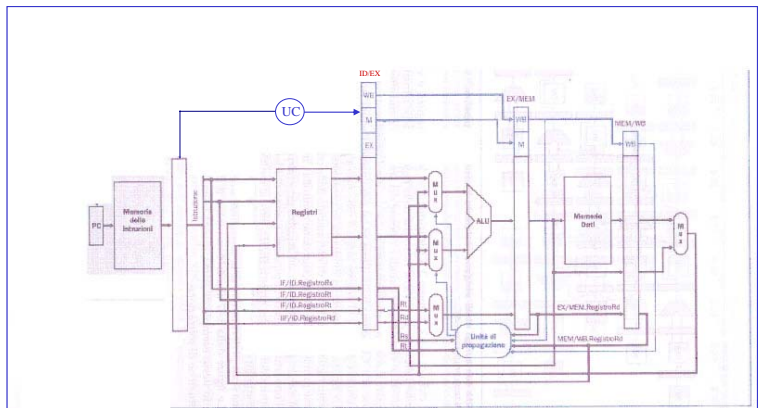 ID/EX
WB
UC
EX/MEM
M
WB
MEM/WB
EX
M
WB
PC
Memoria
delle
istruzioni
Istruzione
Registri
Mux
Mux
ALU
Memoria
Dati
Mux
IF/ID.RegistroRs
IF/ID.RegistroRt
IF/ID.RegistroRt
IF/ID.RegistroRd
Rt
Rd
Mux
Rs
Rt
Unità di
propagazione
EX/MEM.RegistroRd
MEM/WB.RegistroRd